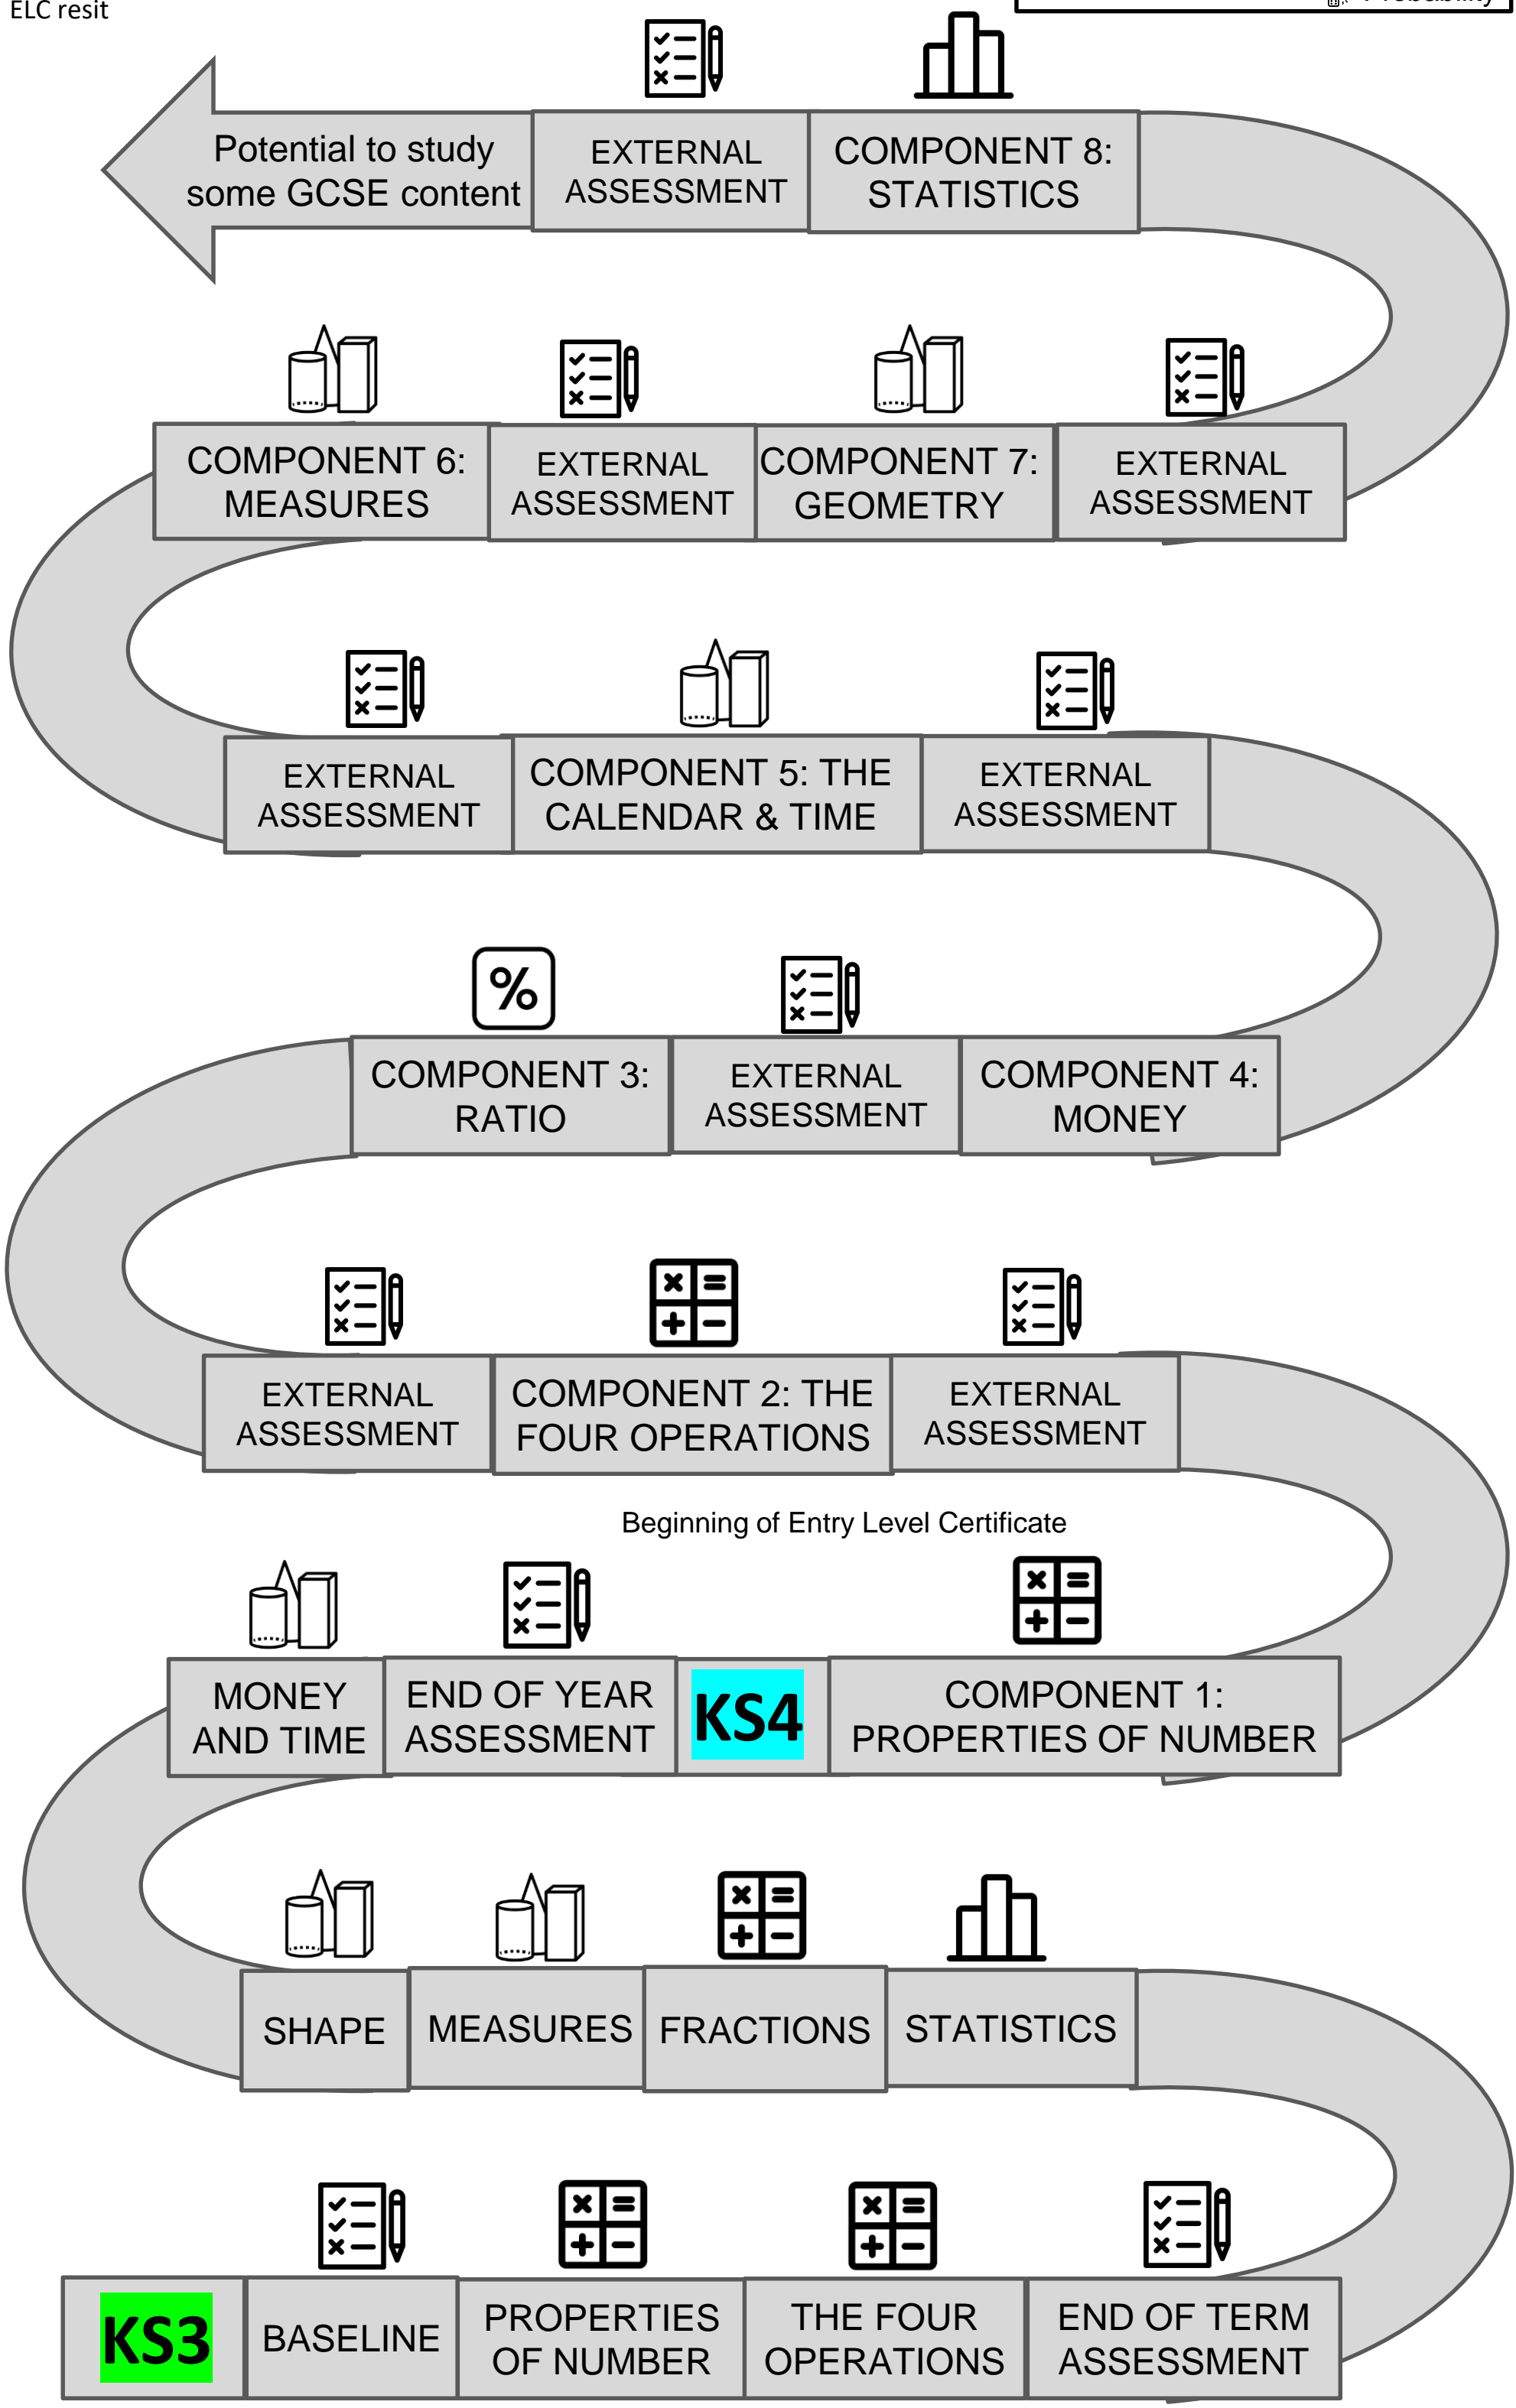 ELC resit
Probability
Potential to study
some GCSE content
EXTERNAL
ASSESSMENT
COMPONENT 8:
STATISTICS
COMPONENT 6:
MEASURES
EXTERNAL
ASSESSMENT
COMPONENT 7:
GEOMETRY
EXTERNAL
ASSESSMENT
EXTERNAL
ASSESSMENT
COMPONENT 5: THE
CALENDAR & TIME
EXTERNAL
ASSESSMENT
%
COMPONENT 3:
RATIO
EXTERNAL
ASSESSMENT
COMPONENT 4:
MONEY
EXTERNAL
ASSESSMENT
COMPONENT 2: THE
FOUR OPERATIONS
EXTERNAL
ASSESSMENT
Beginning of Entry Level Certificate
MONEY
AND TIME
END OF YEAR
ASSESSMENT
KS4
COMPONENT 1:
PROPERTIES OF NUMBER
SHAPE
MEASURES
FRACTIONS
STATISTICS
KS3
BASELINE
PROPERTIES
OF NUMBER
THE FOUR
OPERATIONS
END OF TERM
ASSESSMENT